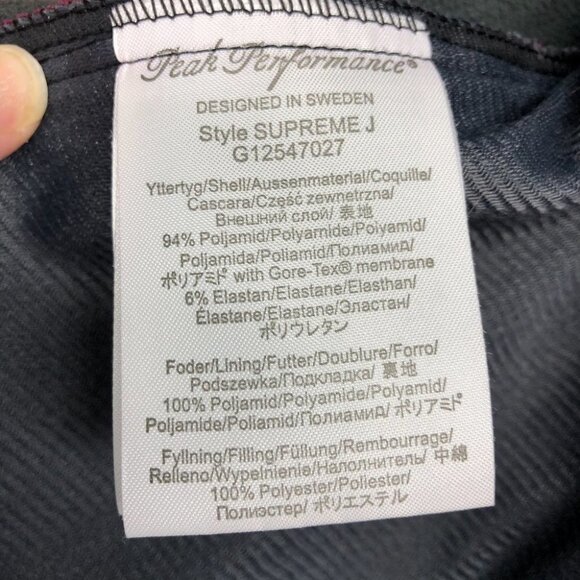 Peak Performance®
DESIGNED IN SWEDEN
Style SUPREME J
G12547027
Yttertyg/Shell/Aussenmaterial/Coquille/
Cascara/Część zewnętrzna/
Внешний слой/ 表地
94% Poljamid/Polyamide/Polyamid/
Poljamida/Poliamid/Полиамид/
ポリアミド with Gore-Tex® membrane
6% Elastan/Elastane/Elasthan/
Élastane/Elastane/Эластан/
ポリウレタン
Foder/Lining/Futter/Doublure/Forro/
Podszewka/Подкладка/ 裏地
100% Poljamid/Polyamide/Polyamid/
Poljamide/Poliamid/Полиамид/ ポリアミド
Fyllning/Filling/Füllung/Rembourrage/
Relleno/Wypełnienie/Наполнитель/ 中綿
100% Polyester/Poliester/
Полиэстер/ ポリエステル